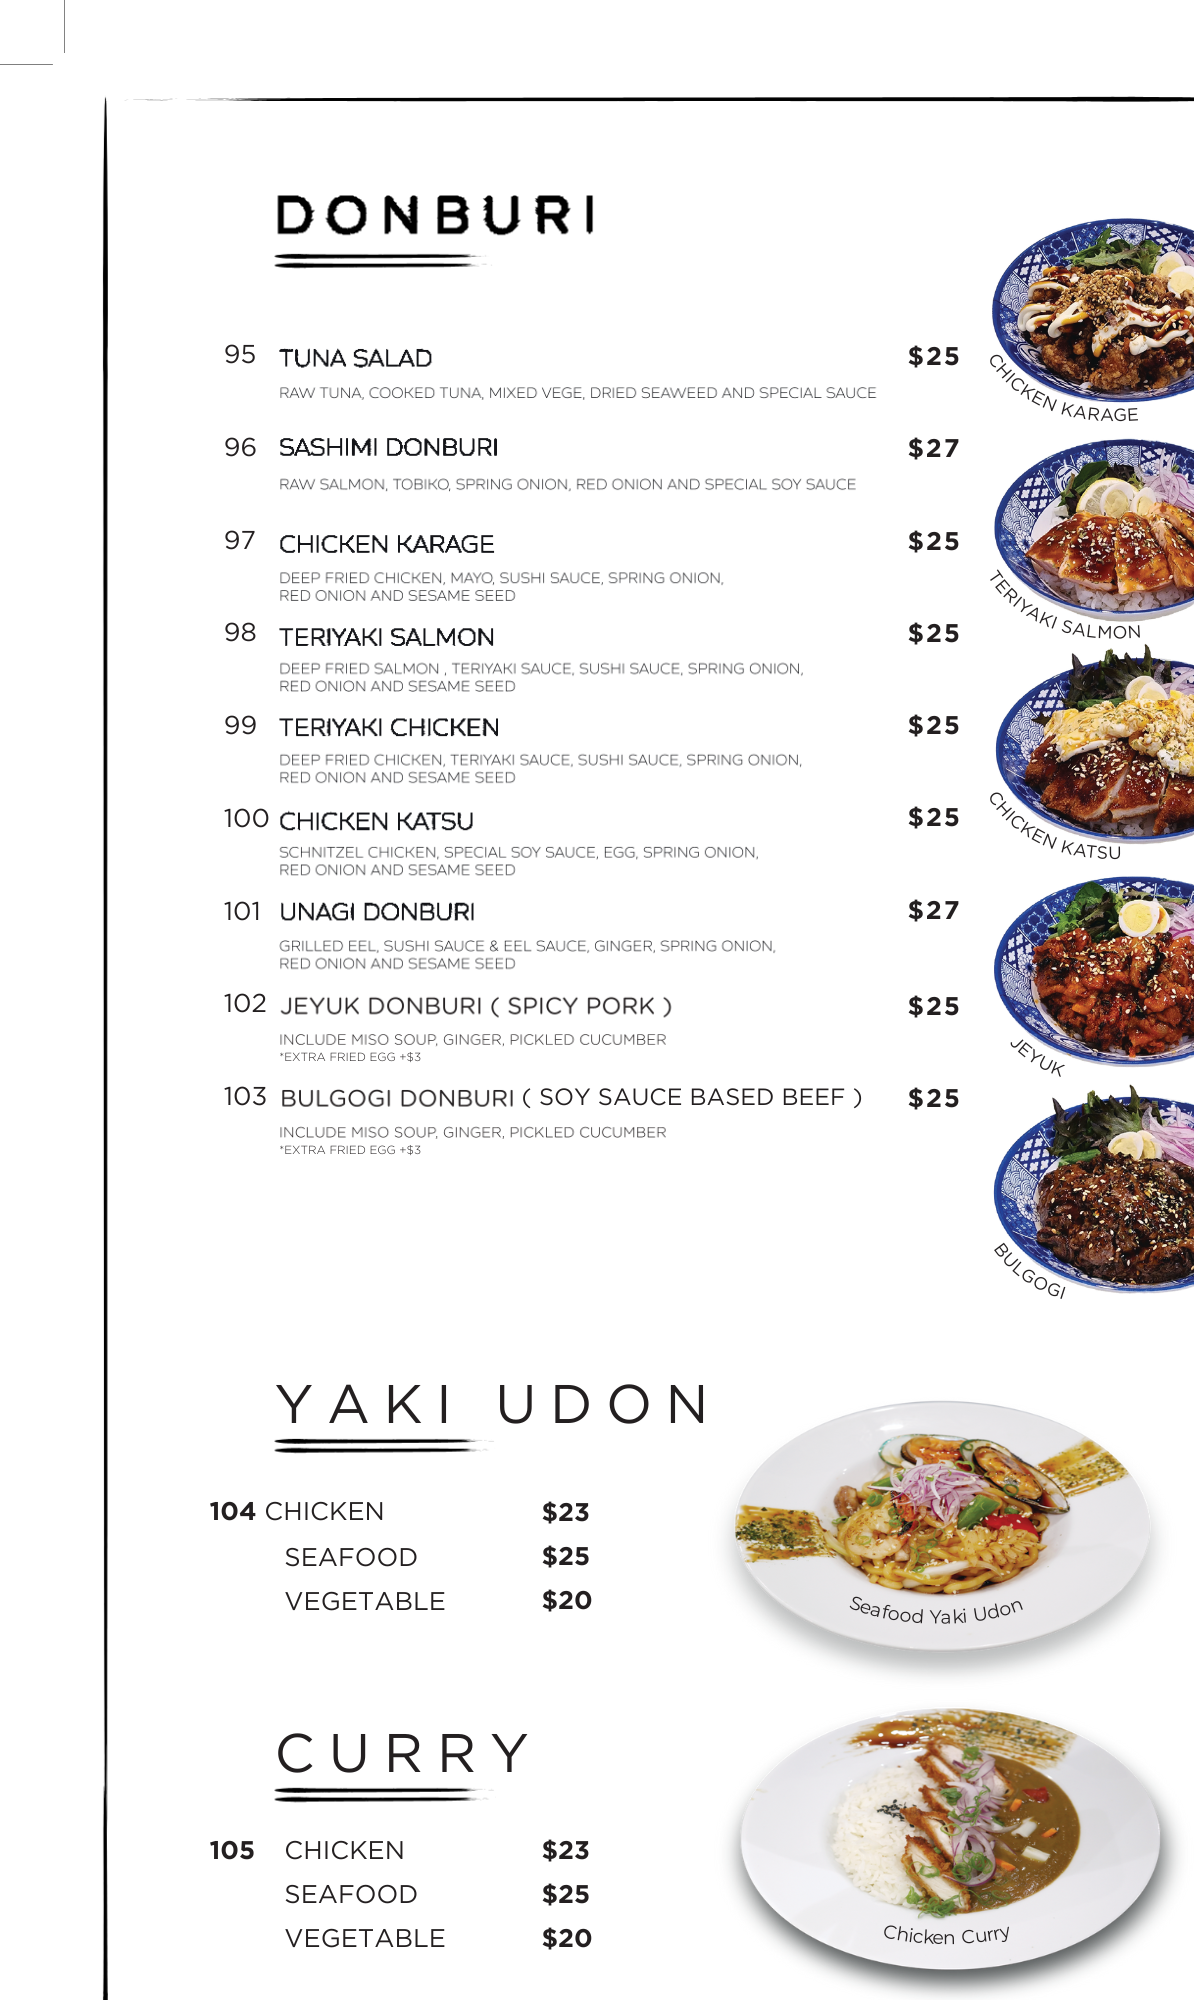 DONBURI
95 TUNA SALAD $25
RAW TUNA, COOKED TUNA, MIXED VEGE, DRIED SEAWEED AND SPECIAL SAUCE
96 SASHIMI DONBURI $27
RAW SALMON, TOBIKO, SPRING ONION, RED ONION AND SPECIAL SOY SAUCE
97 CHICKEN KARAGE $25
DEEP FRIED CHICKEN, MAYO, SUSHI SAUCE, SPRING ONION,
RED ONION AND SESAME SEED
98 TERIYAKI SALMON $25
DEEP FRIED SALMON , TERIYAKI SAUCE, SUSHI SAUCE, SPRING ONION,
RED ONION AND SESAME SEED
99 TERIYAKI CHICKEN $25
DEEP FRIED CHICKEN, TERIYAKI SAUCE, SUSHI SAUCE, SPRING ONION,
RED ONION AND SESAME SEED
100 CHICKEN KATSU $25
SCHNITZEL CHICKEN, SPECIAL SOY SAUCE, EGG, SPRING ONION,
RED ONION AND SESAME SEED
101 UNAGI DONBURI $27
GRILLED EEL, SUSHI SAUCE & EEL SAUCE, GINGER, SPRING ONION,
RED ONION AND SESAME SEED
102 JEYUK DONBURI ( SPICY PORK ) $25
INCLUDE MISO SOUP, GINGER, PICKLED CUCUMBER
*EXTRA FRIED EGG +$3
103 BULGOGI DONBURI ( SOY SAUCE BASED BEEF ) $25
INCLUDE MISO SOUP, GINGER, PICKLED CUCUMBER
*EXTRA FRIED EGG +$3
CHICKEN KARAGE
TERIYAKI SALMON
CHICKEN KATSU
JEYUK
BULGOGI
YAKI UDON
104 CHICKEN $23
SEAFOOD $25
VEGETABLE $20
Seafood Yaki Udon
CURRY
105 CHICKEN $23
SEAFOOD $25
VEGETABLE $20
Chicken Curry